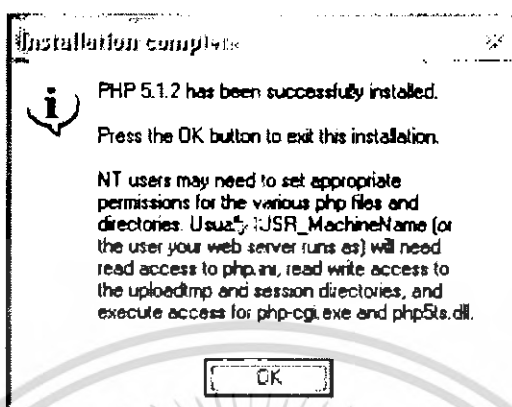 Installation complete
PHP 5.1.2 has been successfully installed.
Press the OK button to exit this installation.
NT users may need to set appropriate
permissions for the various php files and
directories. Usually IUSR_MachineName (or
the user your web server runs as) will need
read access to php.ini, read write access to
the uploadtmp and session directories, and
execute access for php-cgi.exe and php5ts.dll.
OK